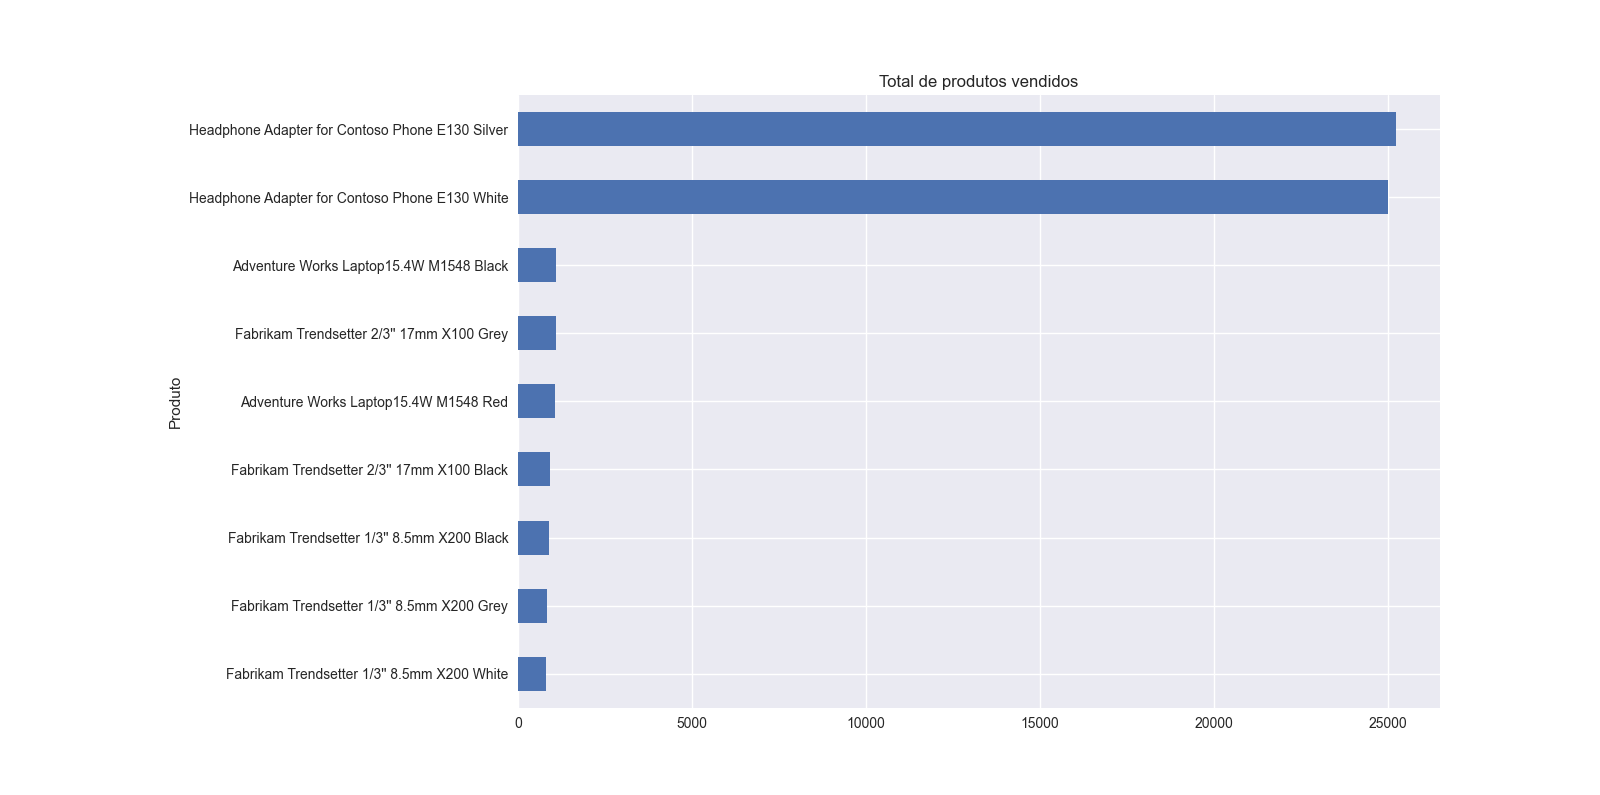 Total de produtos vendidos
Headphone Adapter for Contoso Phone E130 Silver
Headphone Adapter for Contoso Phone E130 White
Adventure Works Laptop15.4W M1548 Black
Fabrikam Trendsetter 2/3" 17mm X100 Grey
Adventure Works Laptop15.4W M1548 Red
Fabrikam Trendsetter 2/3" 17mm X100 Black
Fabrikam Trendsetter 1/3" 8.5mm X200 Black
Fabrikam Trendsetter 1/3" 8.5mm X200 Grey
Fabrikam Trendsetter 1/3" 8.5mm X200 White
Produto
0 5000 10000 15000 20000 25000